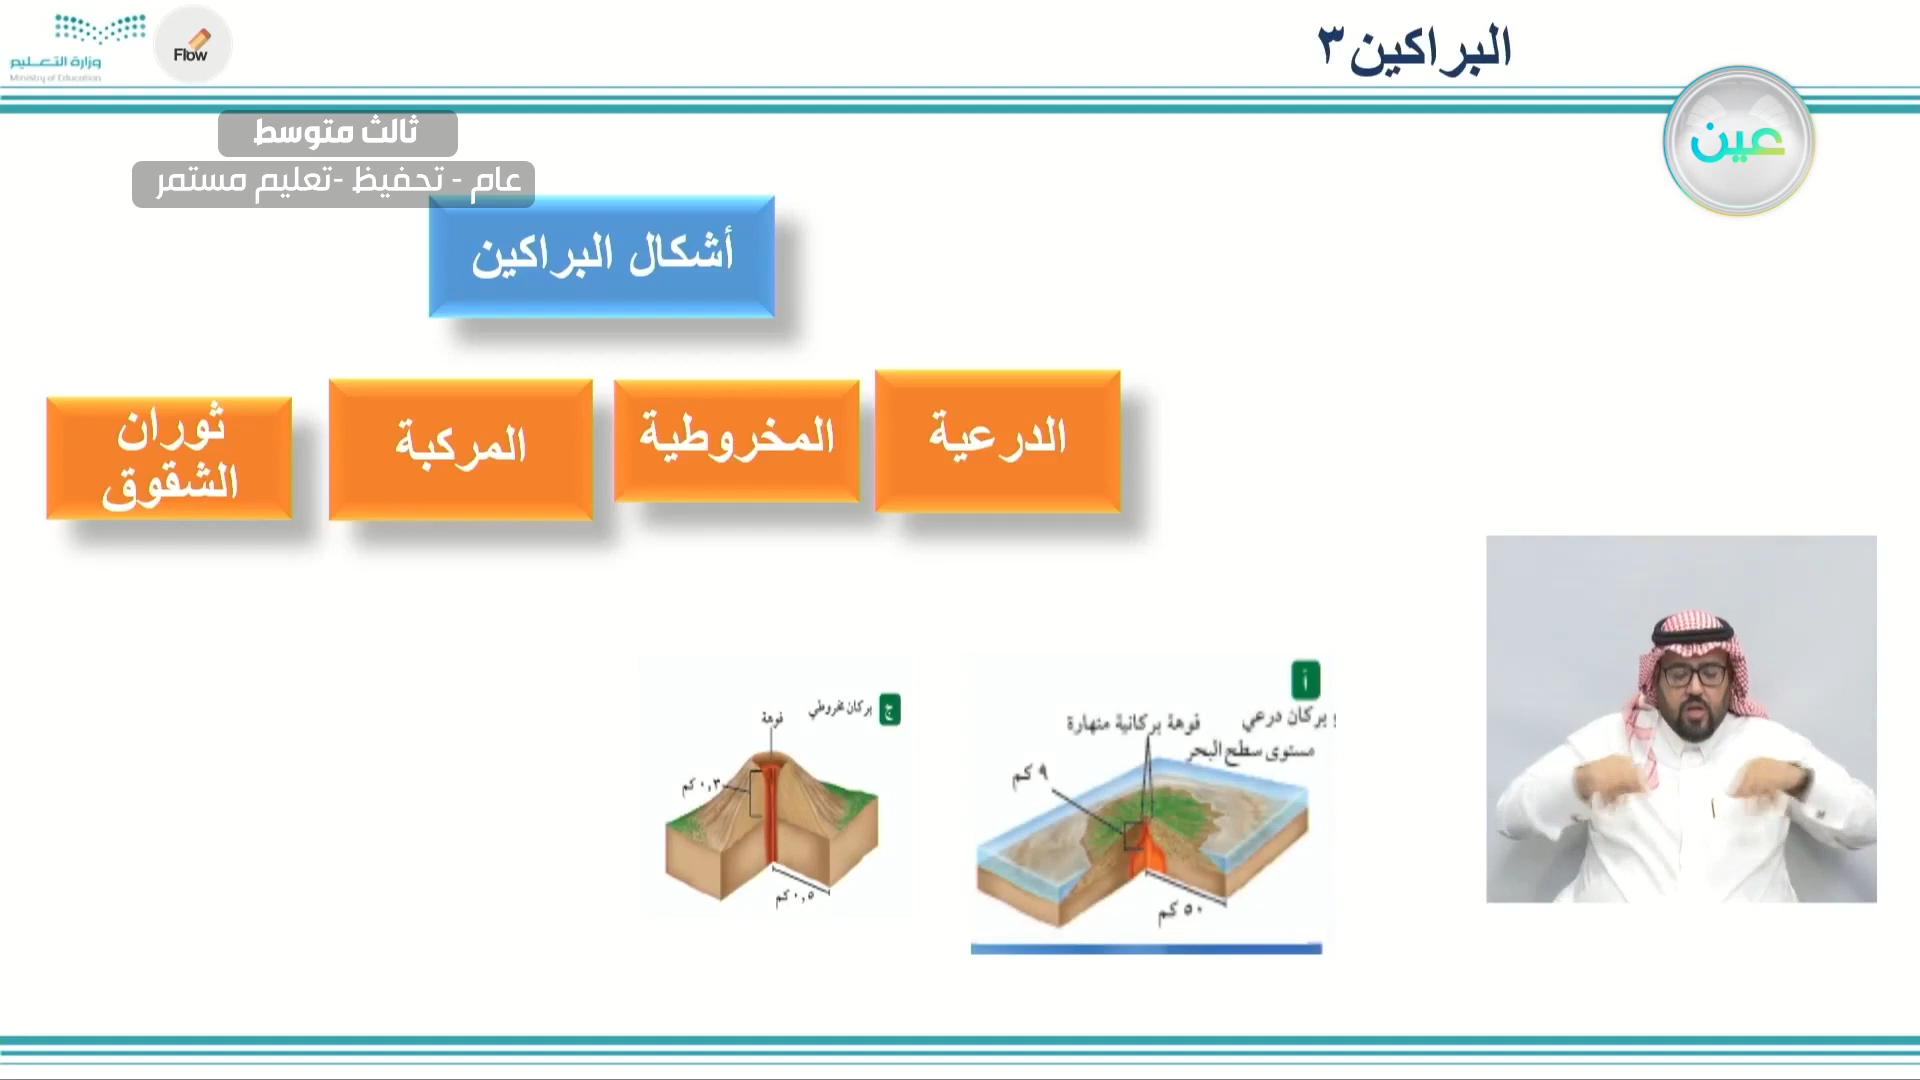 البراكين ٣
وزارة التعليم
Ministry of Education
Flow
عين
ثالث متوسط
عام - تحفيظ -تعليم مستمر
أشكال البراكين
الدرعية
المخروطية
المركبة
ثوران
الشقوق
أ
بركان درعي
فوهة بركانية منهارة
مستوى سطح البحر
٩ كم
٥٠ كم
ج
بركان مخروطي
فوهة
٠,٣ كم
٠,٥ كم